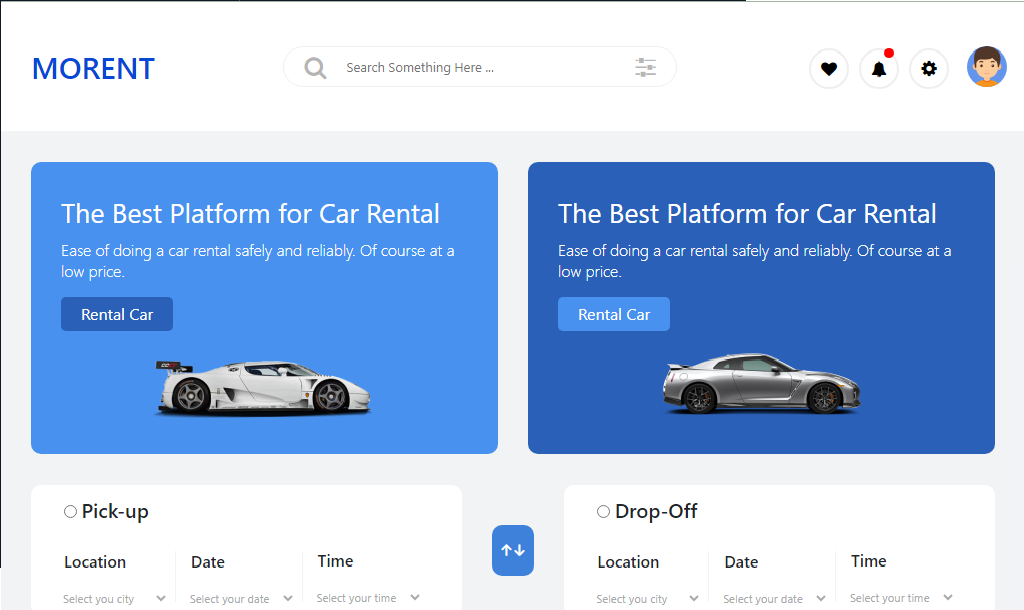 MORENT
Search Something Here ...
The Best Platform for Car Rental
Ease of doing a car rental safely and reliably. Of course at a
low price.
Rental Car
The Best Platform for Car Rental
Ease of doing a car rental safely and reliably. Of course at a
low price.
Rental Car
Pick-up
Location
Date
Time
Select you city
Select your date
Select your time
Drop-Off
Location
Date
Time
Select you city
Select your date
Select your time